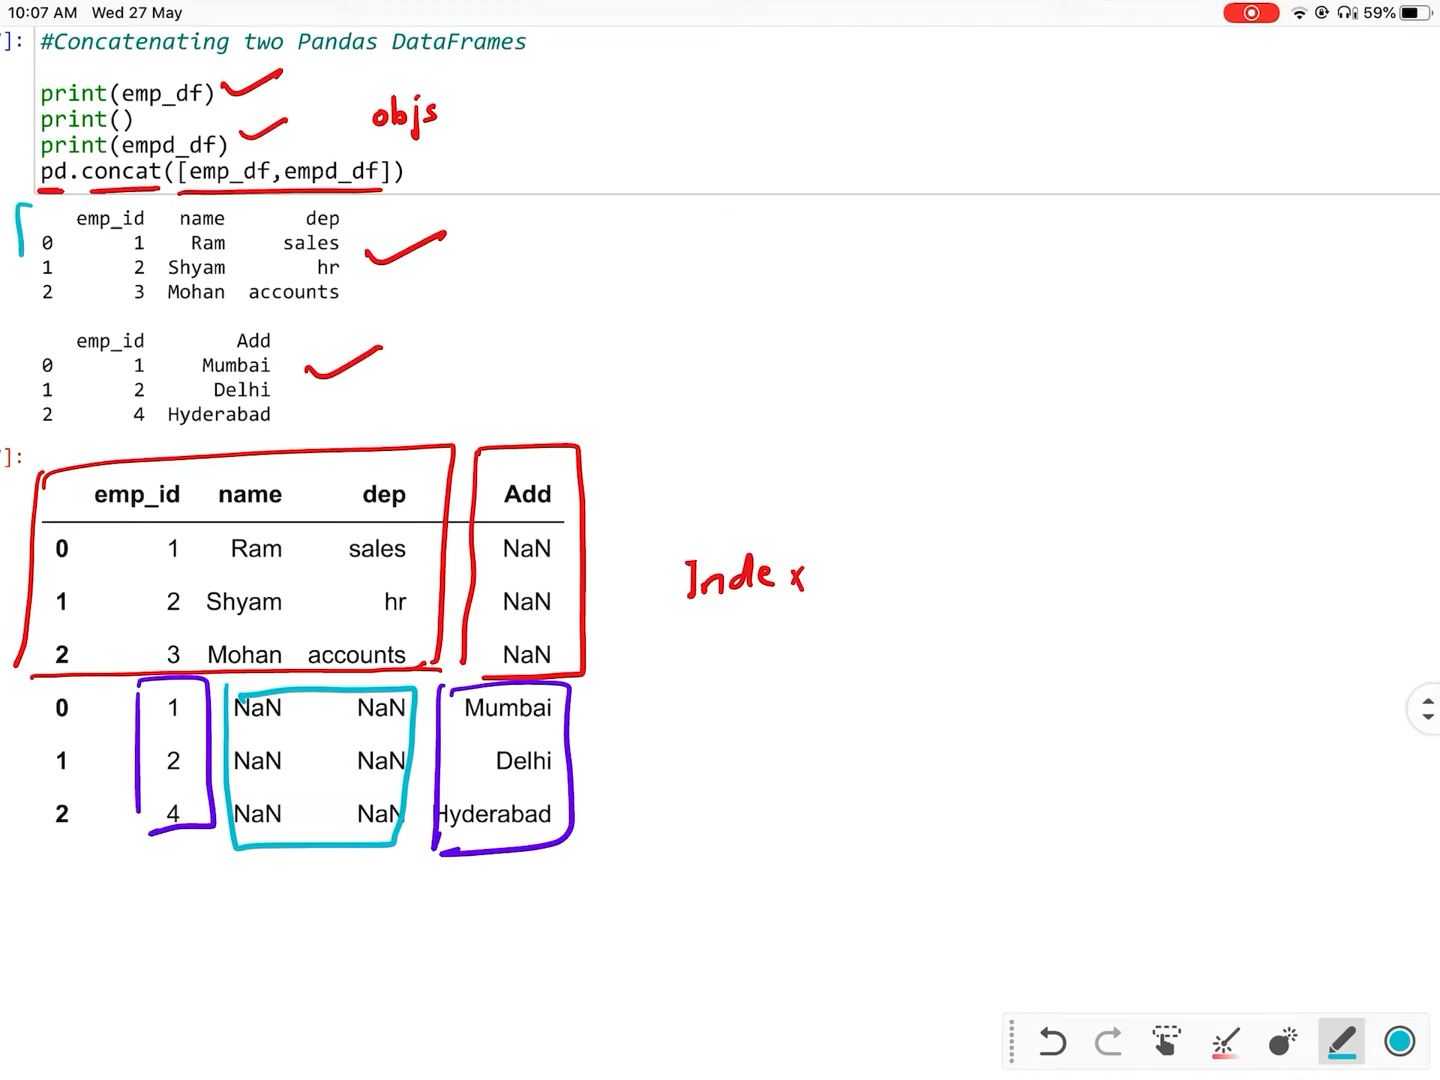 10:07 AM Wed 27 May 59%
]: #Concatenating two Pandas DataFrames
print(emp_df)
print()
objs
print(empd_df)
pd.concat([emp_df,empd_df])
emp_id name dep
0 1 Ram sales
1 2 Shyam hr
2 3 Mohan accounts
emp_id Add
0 1 Mumbai
1 2 Delhi
2 4 Hyderabad
]:
emp_id name dep Add
0 1 Ram sales NaN
Index
1 2 Shyam hr NaN
2 3 Mohan accounts NaN
0 1 NaN NaN Mumbai
1 2 NaN NaN Delhi
2 4 NaN NaN Hyderabad